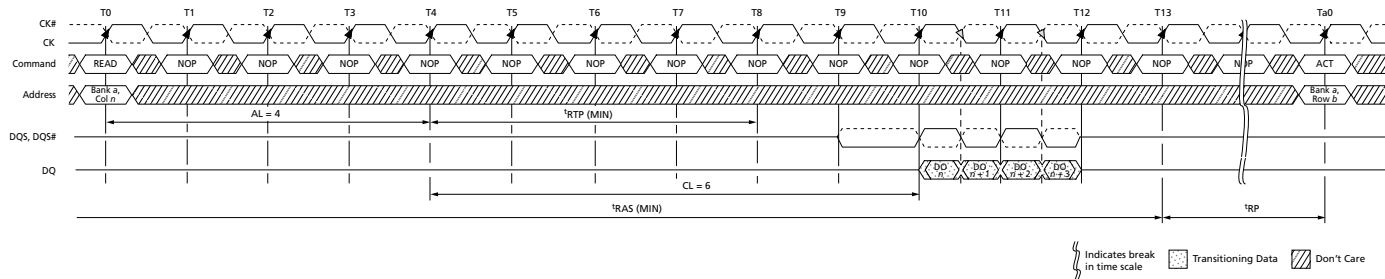 T0 T1 T2 T3 T4 T5 T6 T7 T8 T9 T10 T11 T12 T13 Ta0
CK#
CK
Command READ NOP NOP NOP NOP NOP NOP NOP NOP NOP NOP NOP NOP NOP NOP ACT
Address Bank a, Col n Bank a, Row b
AL = 4 tRTP (MIN)
DQS, DQS#
DQ DO n DO n + 1 DO n + 2 DO n + 3
CL = 6
tRAS (MIN) tRP
Indicates break in time scale Transitioning Data Don't Care